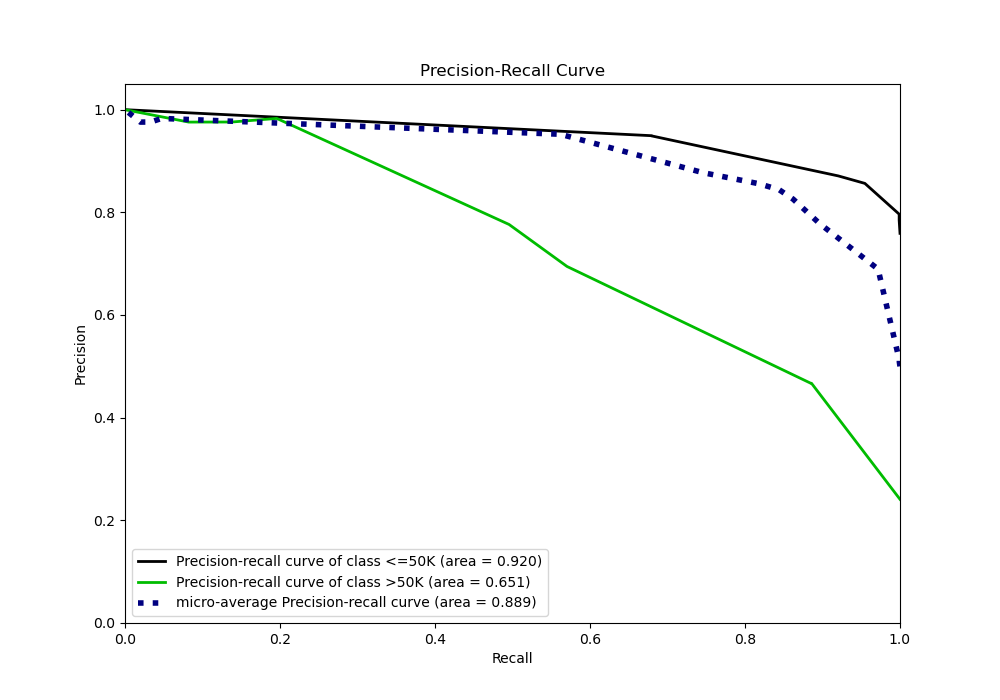 Precision-Recall Curve
Precision
1.0
0.8
0.6
0.4
0.2
0.0
Precision-recall curve of class <=50K (area = 0.920)
Precision-recall curve of class >50K (area = 0.651)
micro-average Precision-recall curve (area = 0.889)
0.0 0.2 0.4 0.6 0.8 1.0
Recall